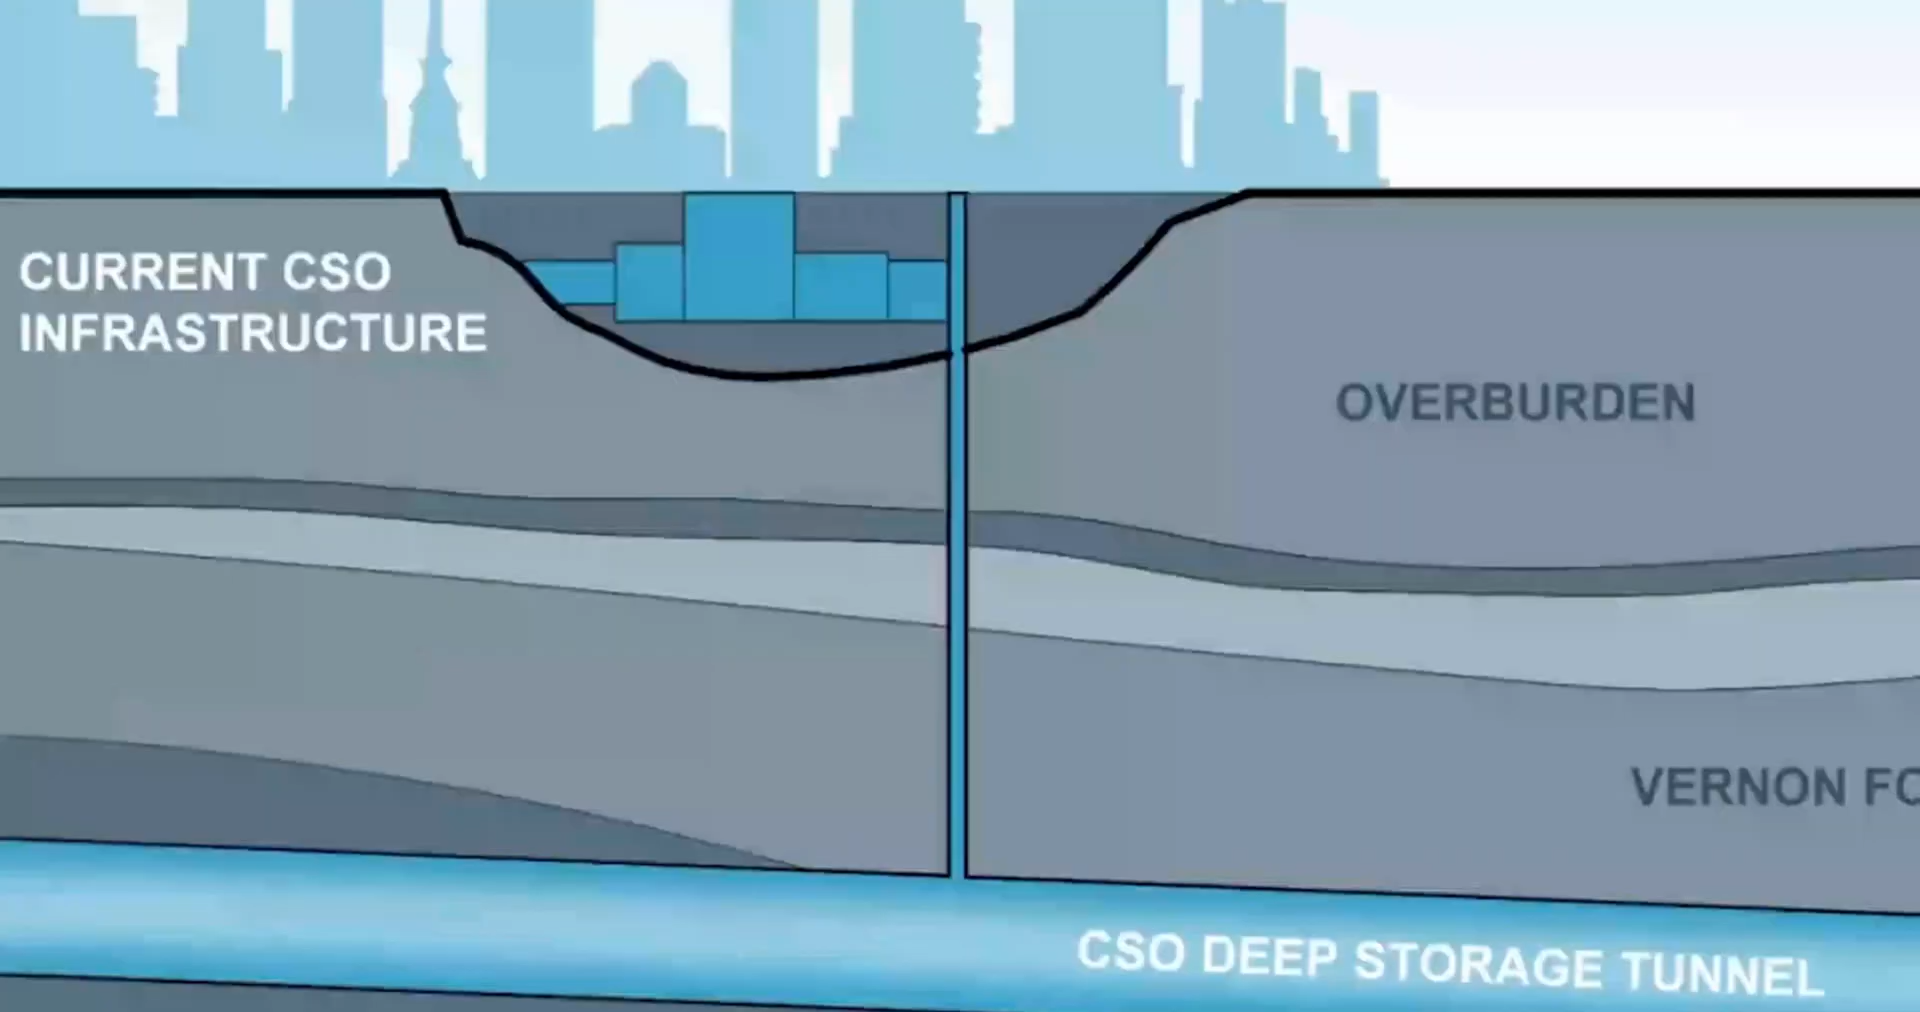 CURRENT CSO
INFRASTRUCTURE
OVERBURDEN
VERNON
CSO DEEP STORAGE TUNNEL